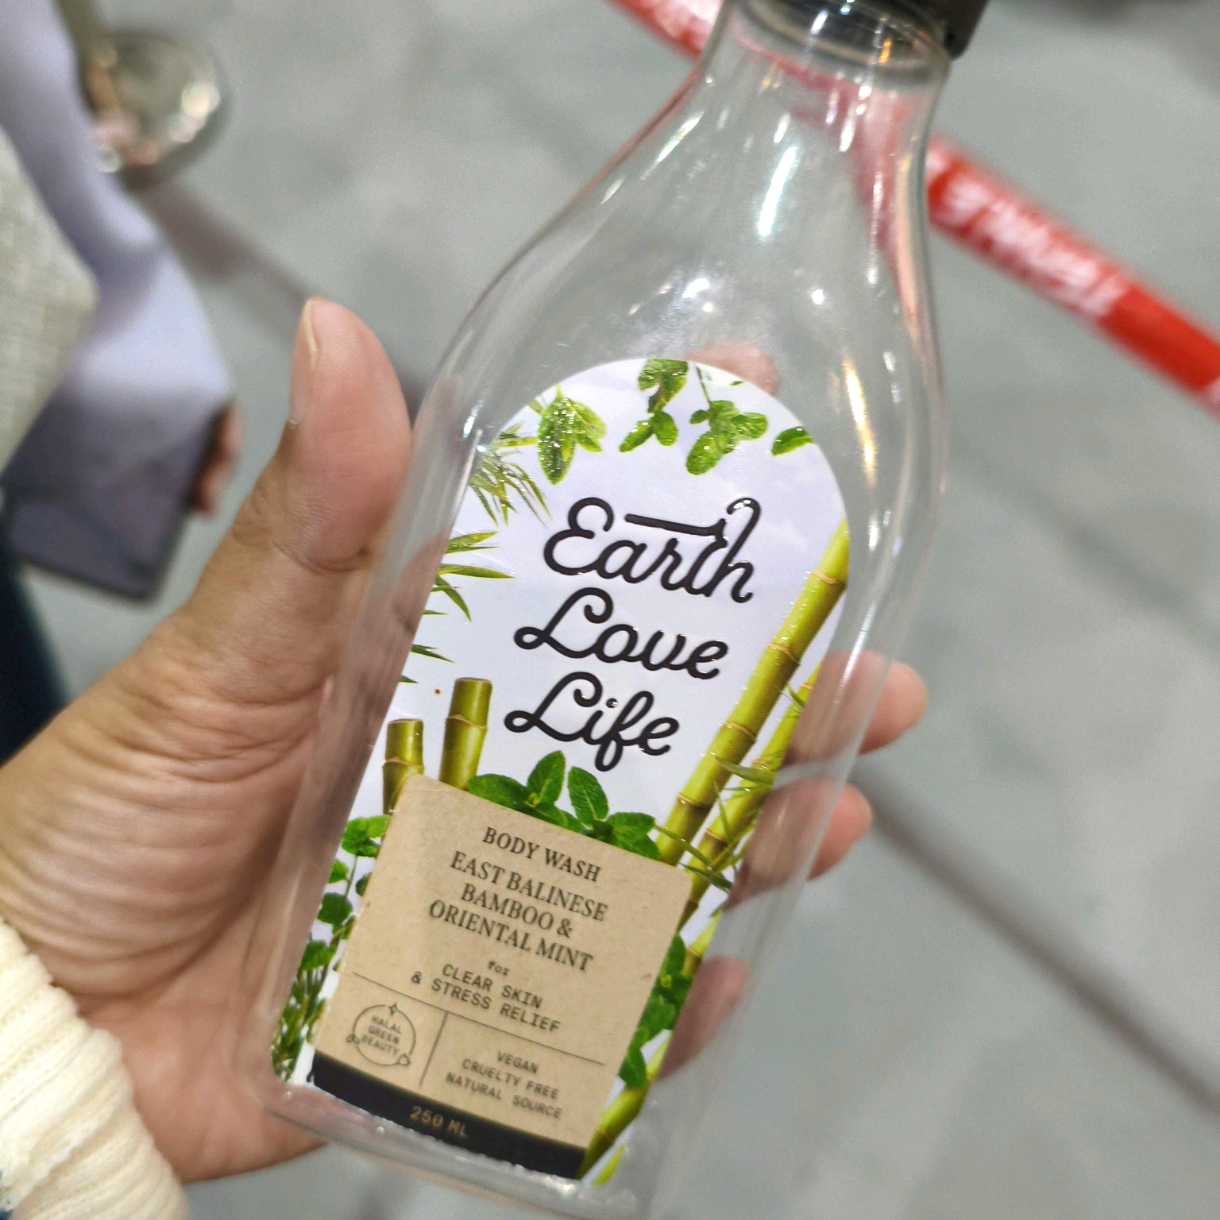 Earth
Love
Life
BODY WASH
EAST BALINESE
BAMBOO &
ORIENTAL MINT
for
CLEAR SKIN
& STRESS RELIEF
HALAL
GREEN
BEAUTY
VEGAN
CRUELTY FREE
NATURAL SOURCE
250 ML